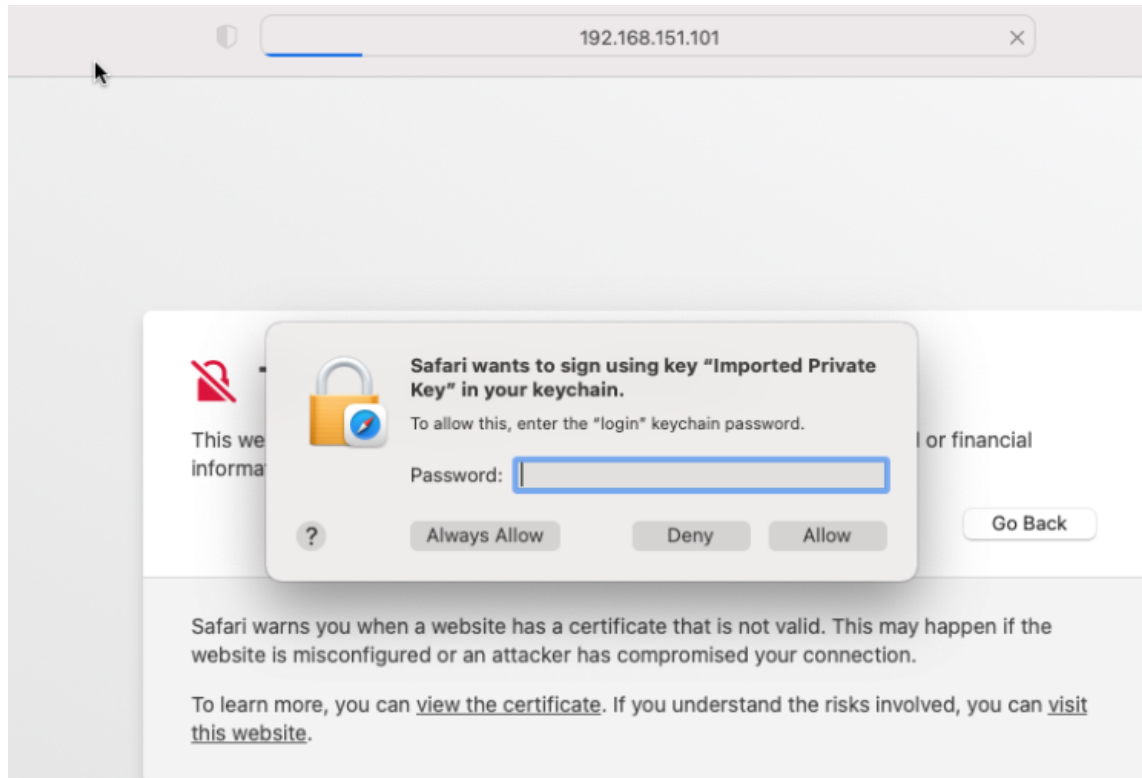 192.168.151.101
Safari wants to sign using key “Imported Private
Key” in your keychain.
To allow this, enter the “login” keychain password.
This we
or financial
informa
Password:
Go Back
?
Always Allow
Deny
Allow
Safari warns you when a website has a certificate that is not valid. This may happen if the
website is misconfigured or an attacker has compromised your connection.
To learn more, you can view the certificate. If you understand the risks involved, you can visit
this website.